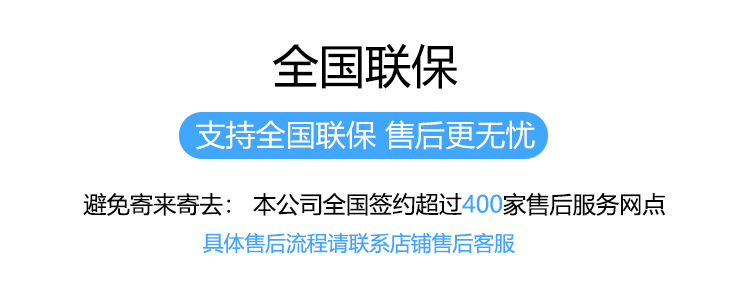 全国联保
支持全国联保 售后更无忧
避免寄来寄去： 本公司全国签约超过400家售后服务网点
具体售后流程请联系店铺售后客服